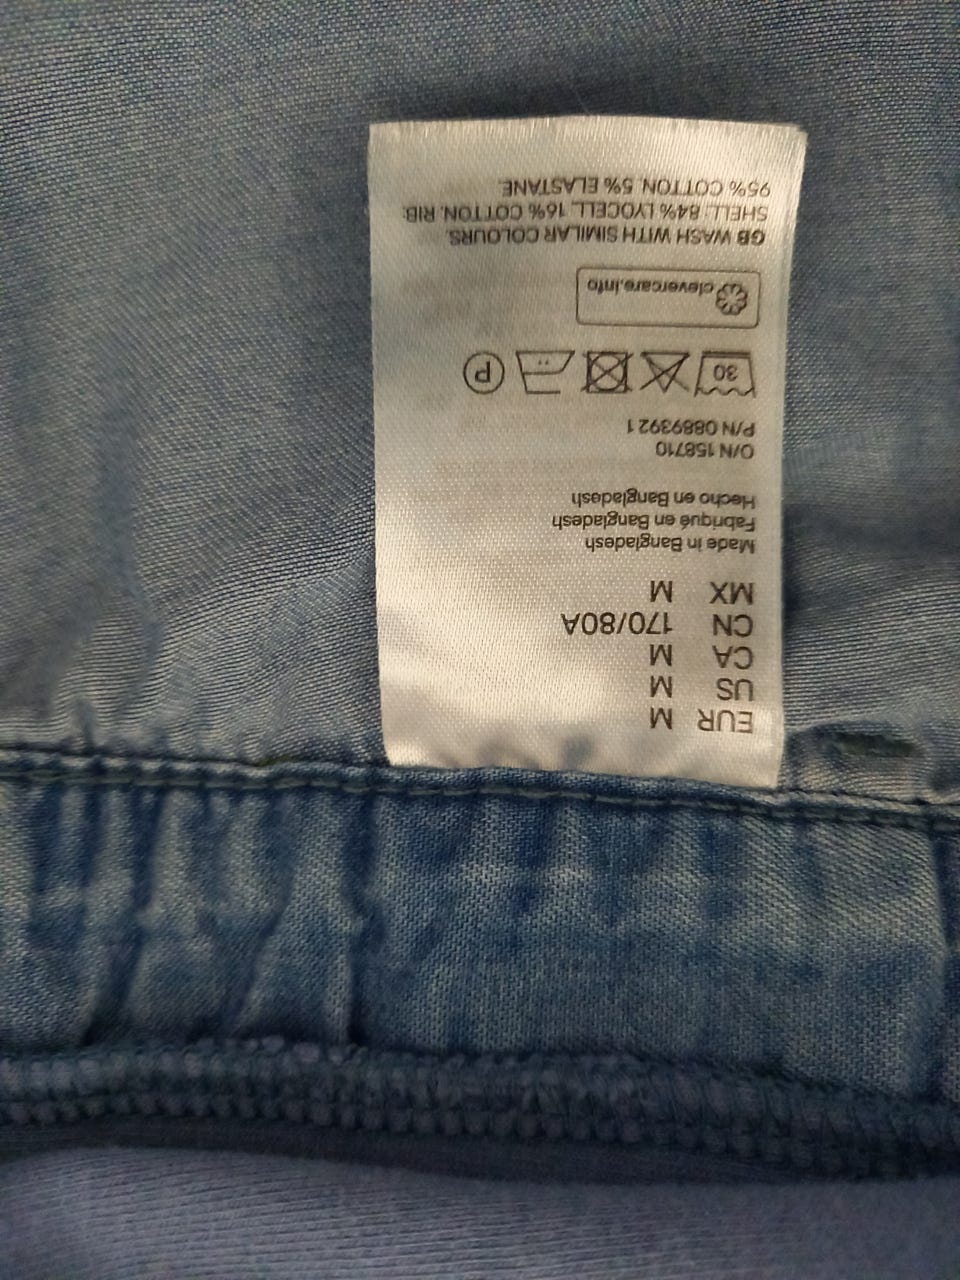 EUR M
US M
CA M
CN 170/80A
MX M
Made in Bangladesh
Fabriqué en Bangladesh
Hecho en Bangladesh
O/N 158710
P/N 0889392 1
30
P
clevercare.info
GB WASH WITH SIMILAR COLOURS.
SHELL: 84% LYOCELL. 16% COTTON. RIB:
95% COTTON. 5% ELASTANE